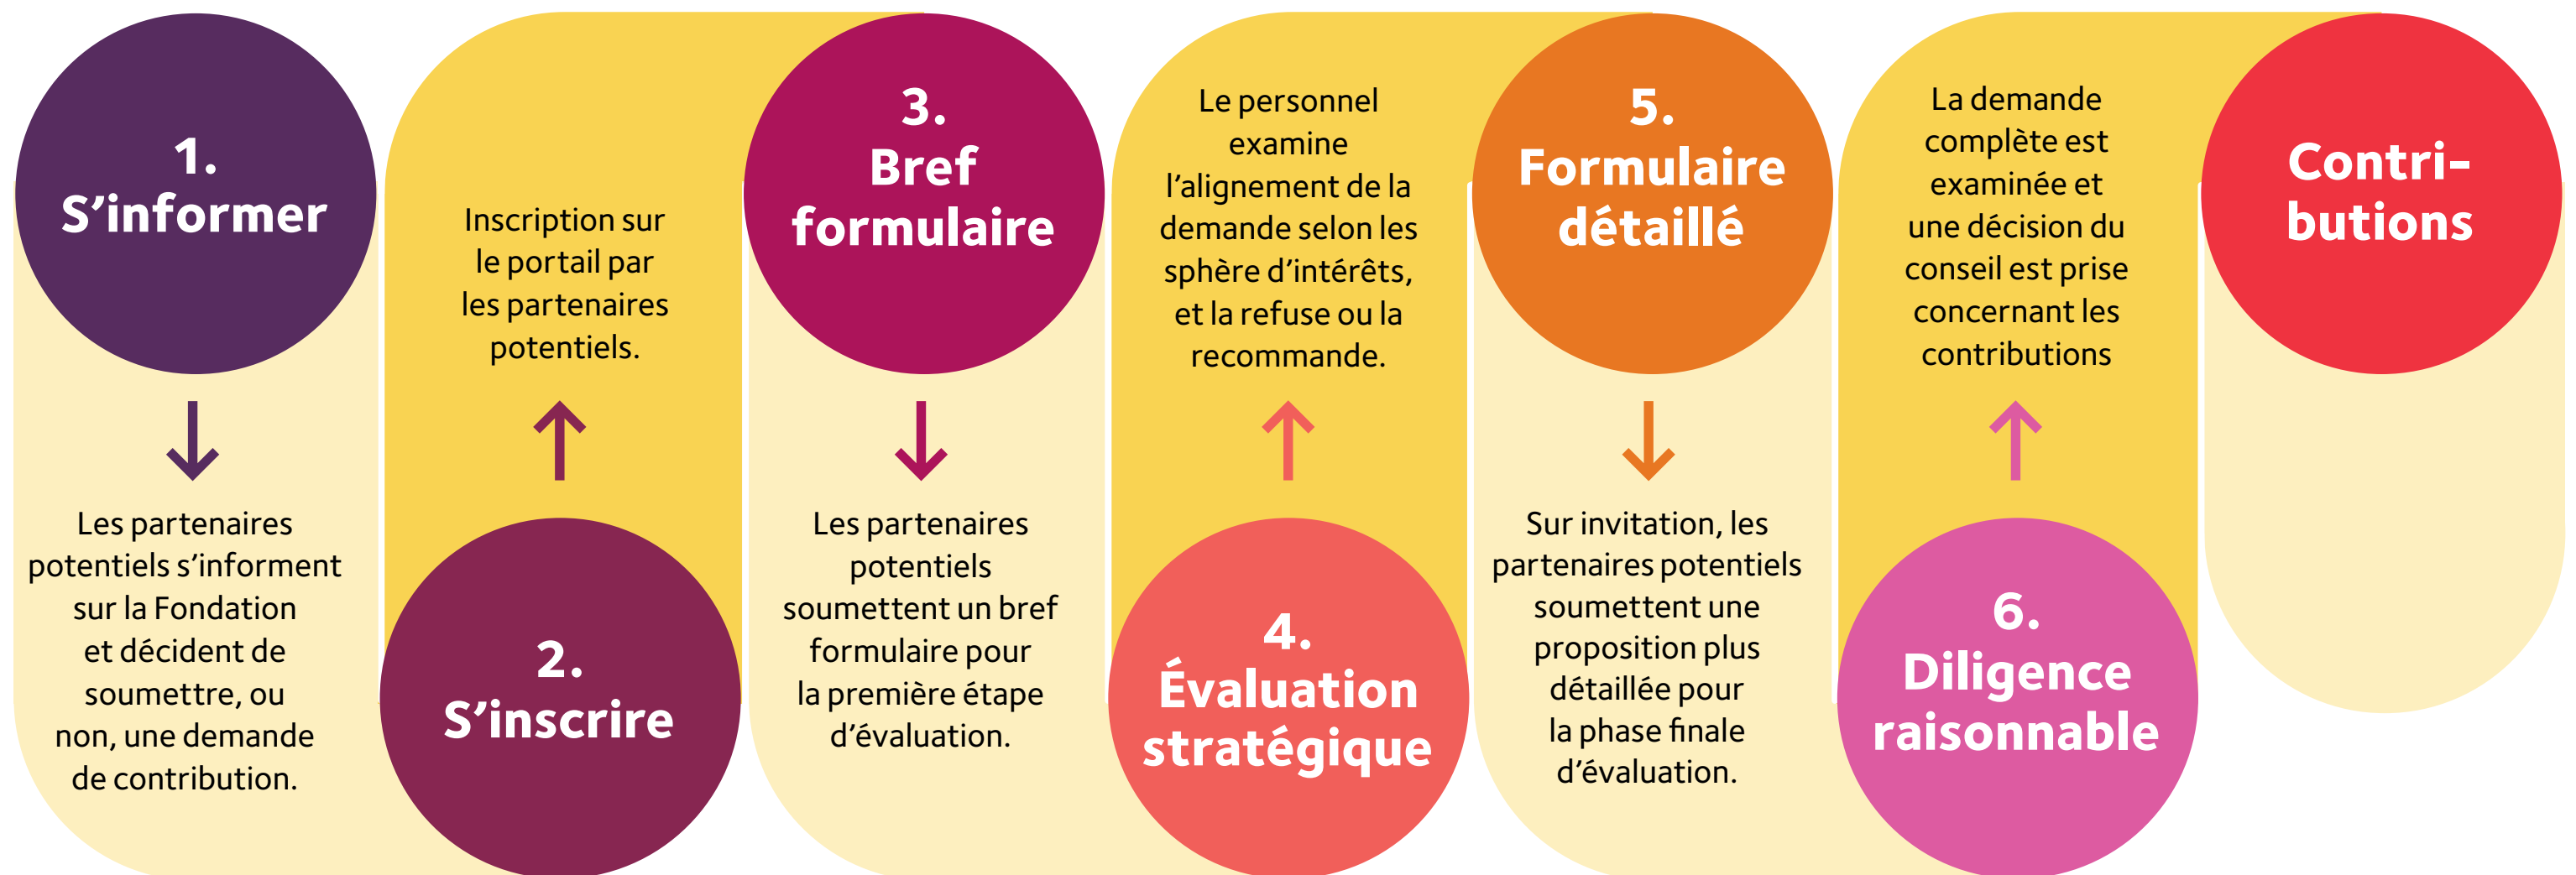 1.
S’informer
Les partenaires
potentiels s’informent
sur la Fondation
et décident de
soumettre, ou
non, une demande
de contribution.
2.
S’inscrire
Inscription sur
le portail par
les partenaires
potentiels.
3.
Bref
formulaire
Les partenaires
potentiels
soumettent un bref
formulaire pour
la première étape
d’évaluation.
4.
Évaluation
stratégique
Le personnel
examine
l’alignement de la
demande selon les
sphère d’intérêts,
et la refuse ou la
recommande.
5.
Formulaire
détaillé
Sur invitation, les
partenaires potentiels
soumettent une
proposition plus
détaillée pour
la phase finale
d’évaluation.
6.
Diligence
raisonnable
La demande
complète est
examinée et
une décision du
conseil est prise
concernant les
contributions
Contri-
butions